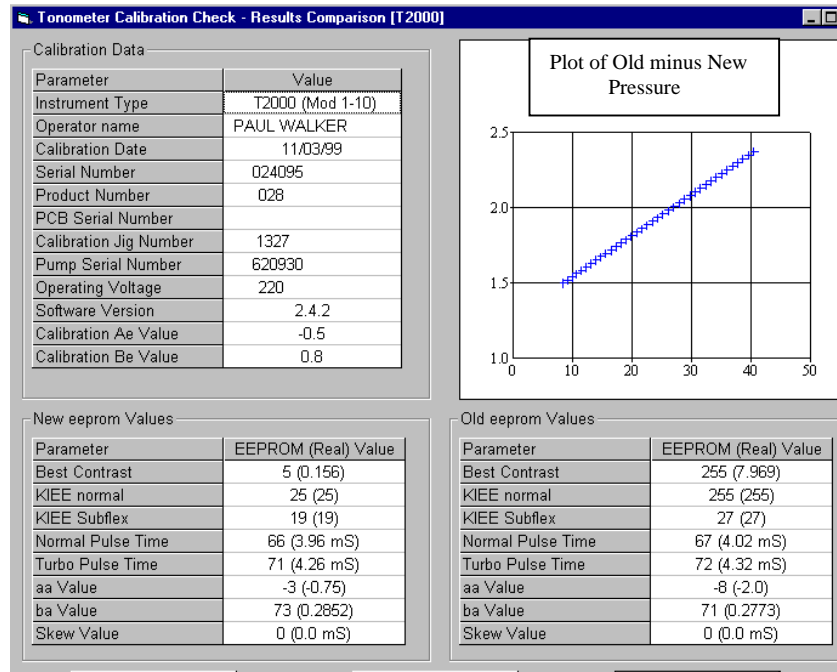 Tonometer Calibration Check - Results Comparison [T2000]
Calibration Data
Parameter Value
Instrument Type T2000 (Mod 1-10)
Operator name PAUL WALKER
Calibration Date 11/03/99
Serial Number 024095
Product Number 028
PCB Serial Number
Calibration Jig Number 1327
Pump Serial Number 620930
Operating Voltage 220
Software Version 2.4.2
Calibration Ae Value -0.5
Calibration Be Value 0.8
Plot of Old minus New
Pressure
2.5
2.0
1.5
1.0
0 10 20 30 40 50
New eeprom Values
Parameter EEPROM (Real) Value
Best Contrast 5 (0.156)
KIEE normal 25 (25)
KIEE Subflex 19 (19)
Normal Pulse Time 66 (3.96 mS)
Turbo Pulse Time 71 (4.26 mS)
aa Value -3 (-0.75)
ba Value 73 (0.2852)
Skew Value 0 (0.0 mS)
Old eeprom Values
Parameter EEPROM (Real) Value
Best Contrast 255 (7.969)
KIEE normal 255 (255)
KIEE Subflex 27 (27)
Normal Pulse Time 67 (4.02 mS)
Turbo Pulse Time 72 (4.32 mS)
aa Value -8 (-2.0)
ba Value 71 (0.2773)
Skew Value 0 (0.0 mS)